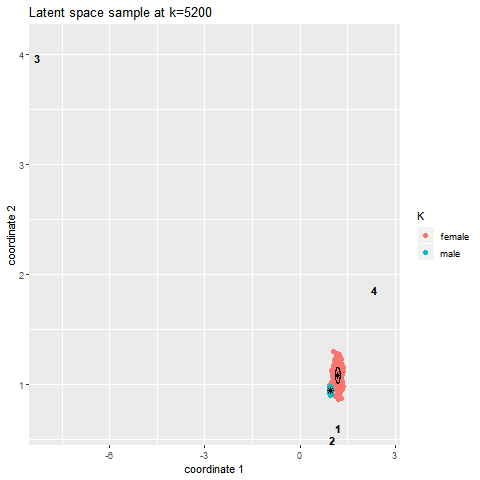 Latent space sample at k=5200
3
4
1
2
4
3
2
1
-6
-3
0
3
coordinate 1
coordinate 2
K
female
male